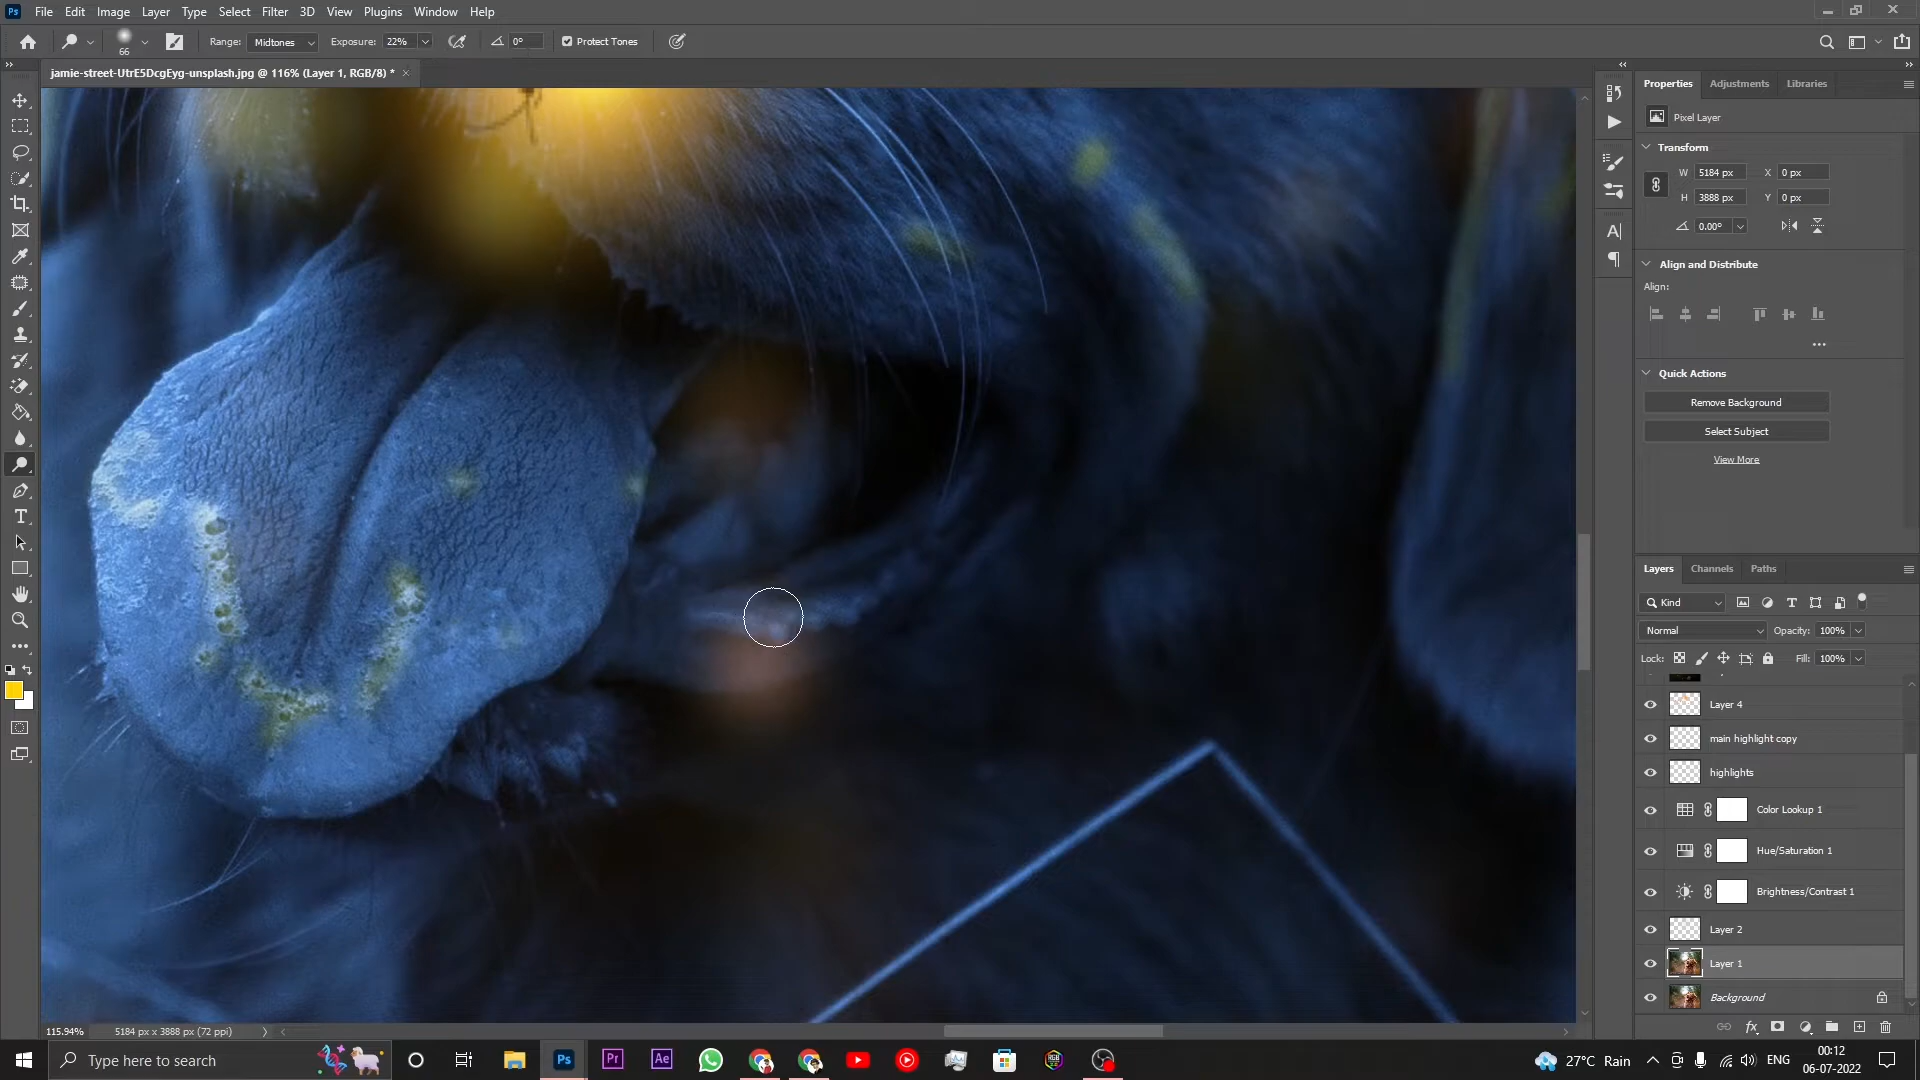 Ps File Edit Image Layer Type Select Filter 3D View Plugins Window Help
66 Range: Midtones Exposure: 22% 0° Protect Tones
jamie-street-UtrE5DcgEyg-unsplash.jpg @ 116% (Layer 1, RGB/8) *
Properties Adjustments Libraries
Pixel Layer
Transform
W 5184 px X 0 px
H 3888 px Y 0 px
0.00°
Align and Distribute
Align:
Quick Actions
Remove Background
Select Subject
View More
Layers Channels Paths
Kind
Normal Opacity: 100%
Lock: Fill: 100%
Layer 4
main highlight copy
highlights
Color Lookup 1
Hue/Saturation 1
Brightness/Contrast 1
Layer 2
Layer 1
Background
115.94% 5184 px x 3888 px (72 ppi)
Type here to search
Ps Pr Ae
27°C Rain
ENG
00:12
06-07-2022